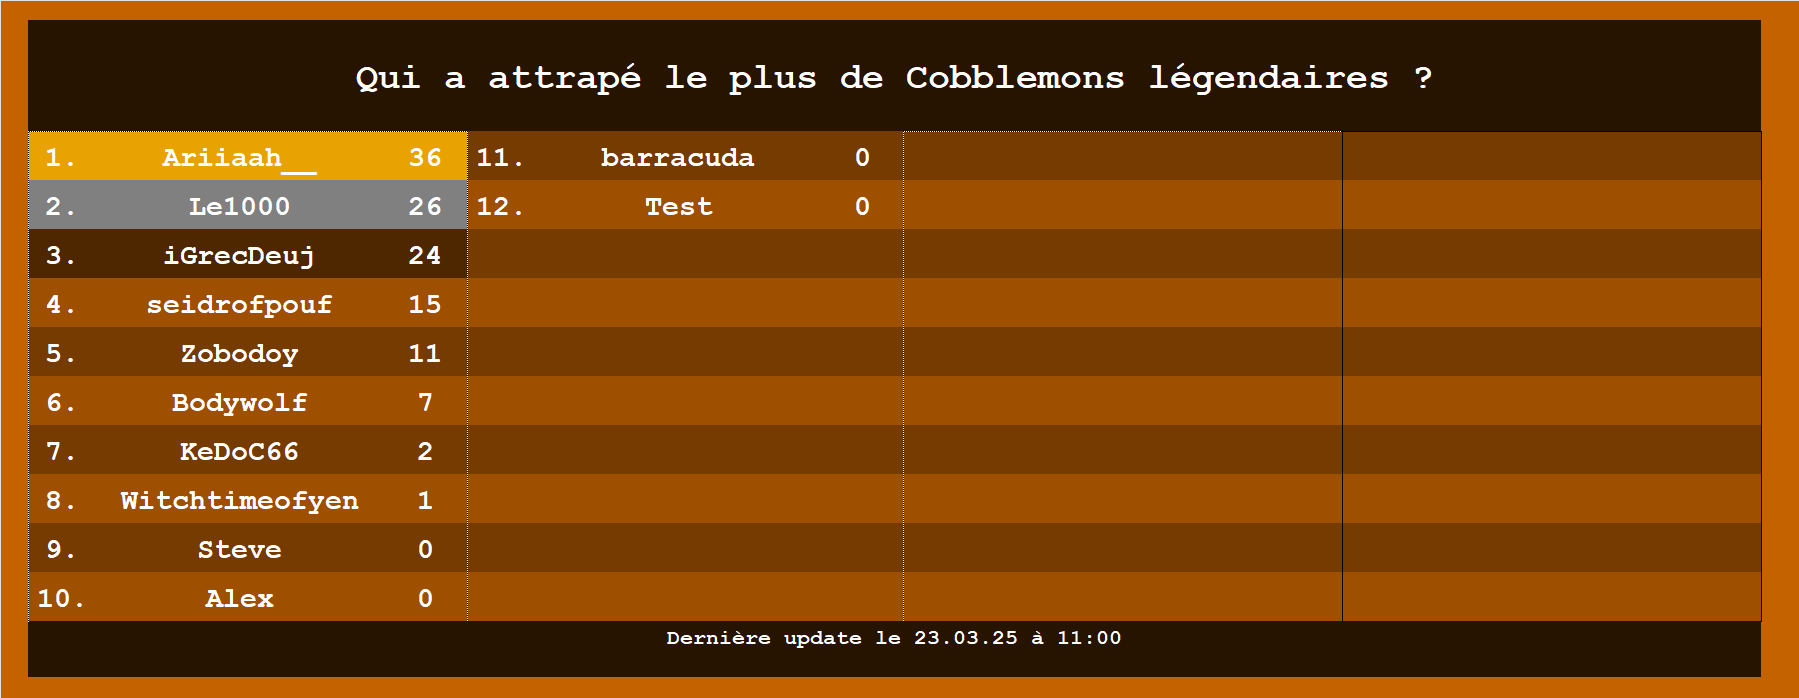 Qui a attrapé le plus de Cobblemons légendaires ?
1. Ariiaah__ 36
2. Le1000 26
3. iGrecDeuj 24
4. seidrofpouf 15
5. Zobodoy 11
6. Bodywolf 7
7. KeDoC66 2
8. Witchtimeofyen 1
9. Steve 0
10. Alex 0
11. barracuda 0
12. Test 0
Dernière update le 23.03.25 à 11:00